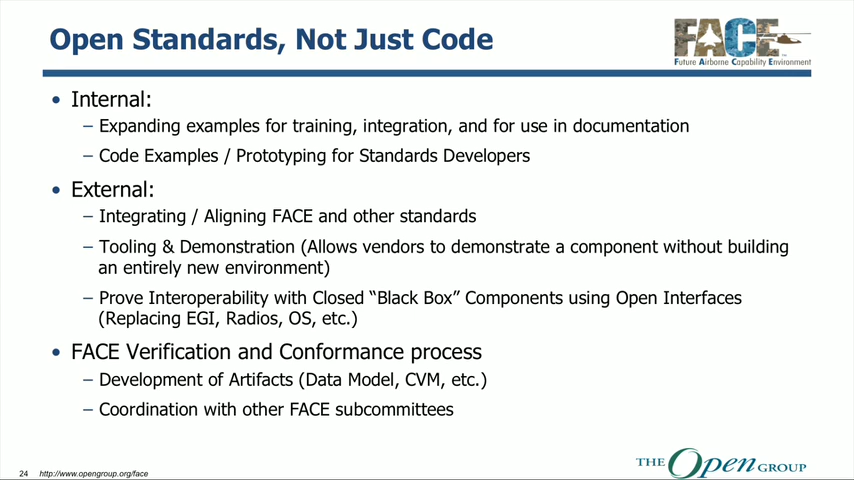 Open Standards, Not Just Code
FACE
Future Airborne Capability Environment
• Internal:
– Expanding examples for training, integration, and for use in documentation
– Code Examples / Prototyping for Standards Developers
• External:
– Integrating / Aligning FACE and other standards
– Tooling & Demonstration (Allows vendors to demonstrate a component without building
an entirely new environment)
– Prove Interoperability with Closed “Black Box” Components using Open Interfaces
(Replacing EGI, Radios, OS, etc.)
• FACE Verification and Conformance process
– Development of Artifacts (Data Model, CVM, etc.)
– Coordination with other FACE subcommittees
24 http://www.opengroup.org/face
THE Open GROUP